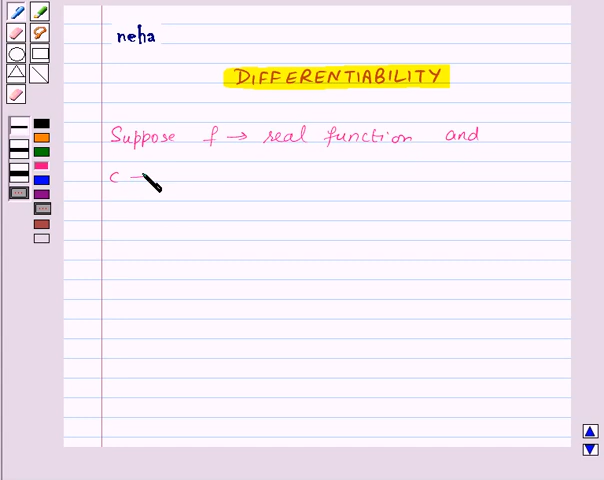 neha
DIFFERENTIABILITY
Suppose f → real function and
c →